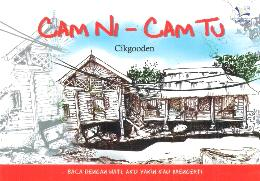 CAM NI - CAM TU
Cikgooden
BACA DENGAN HATI, AKU YAKIN KAU MENGERTI